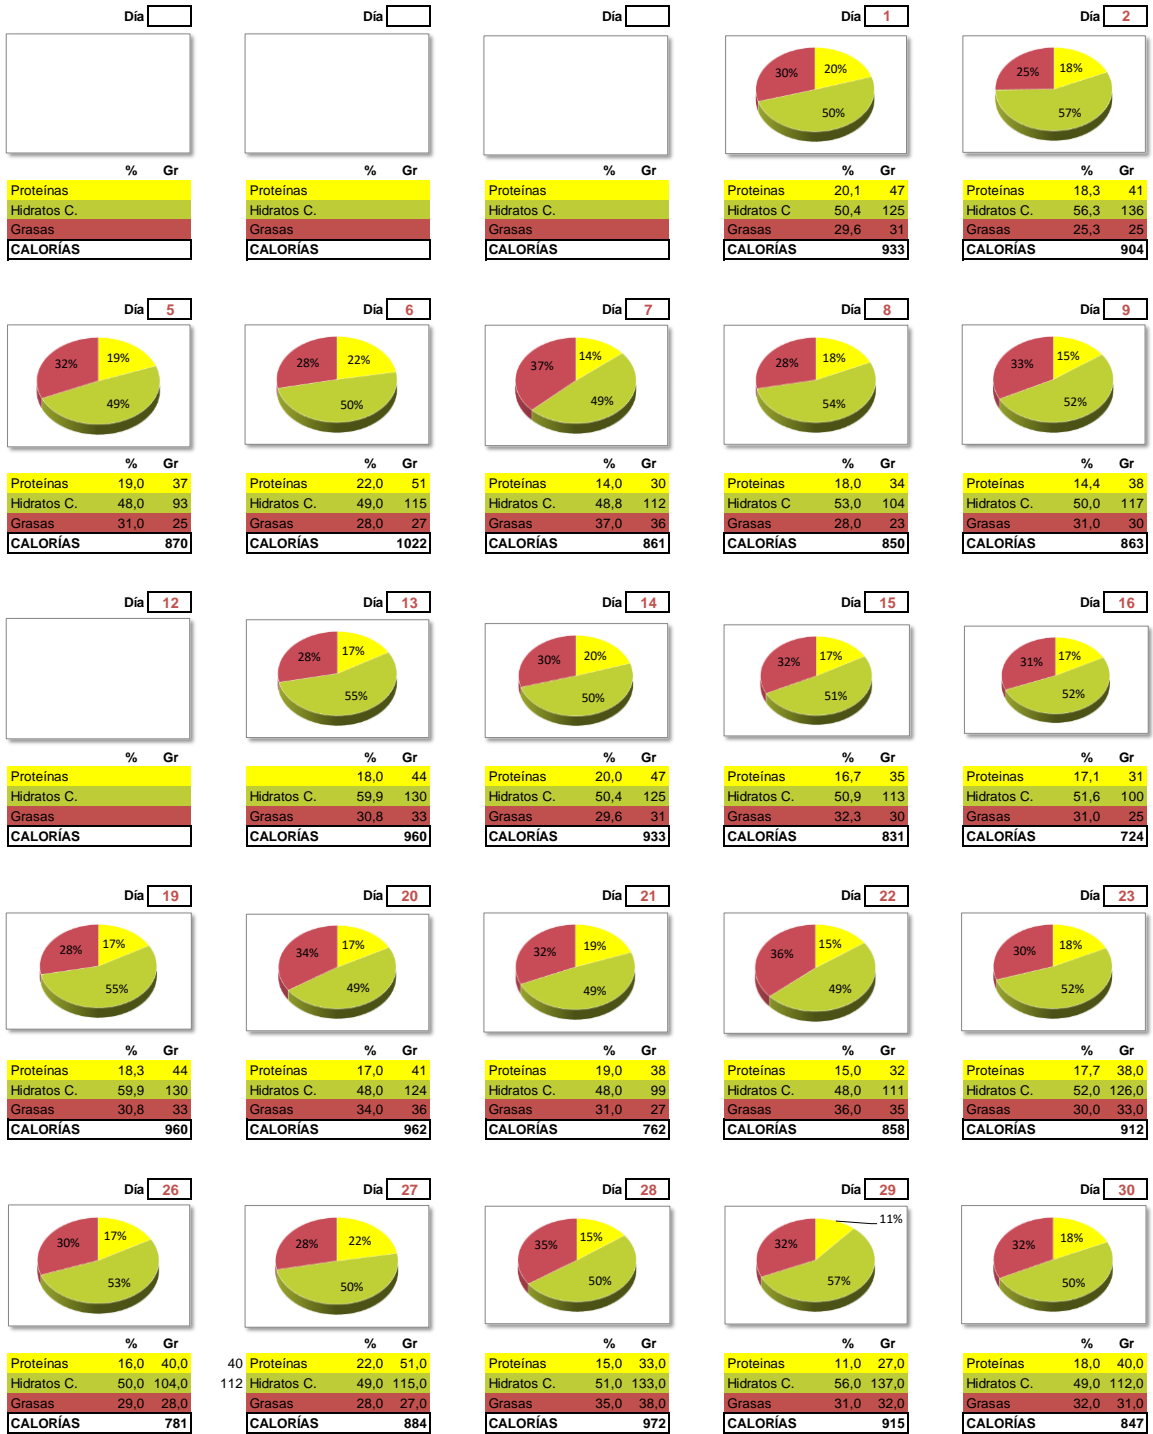 Día Día Día Día 1 Día 2
30% 20% 25% 18%
50% 57%
% Gr % Gr % Gr % Gr % Gr
Proteínas Proteínas Proteínas Proteinas 20,1 47 Proteínas 18,3 41
Hidratos C. Hidratos C. Hidratos C. Hidratos C 50,4 125 Hidratos C. 56,3 136
Grasas Grasas Grasas Grasas 29,6 31 Grasas 25,3 25
CALORÍAS CALORÍAS CALORÍAS CALORÍAS 933 CALORÍAS 904
Día 5 Día 6 Día 7 Día 8 Día 9
32% 19% 28% 22% 37% 14% 28% 18% 33% 15%
49% 50% 49% 54% 52%
% Gr % Gr % Gr % Gr % Gr
Proteínas 19,0 37 Proteínas 22,0 51 Proteínas 14,0 30 Proteínas 18,0 34 Proteínas 14,4 38
Hidratos C. 48,0 93 Hidratos C. 49,0 115 Hidratos C. 48,8 112 Hidratos C 53,0 104 Hidratos C. 50,0 117
Grasas 31,0 25 Grasas 28,0 27 Grasas 37,0 36 Grasas 28,0 23 Grasas 31,0 30
CALORÍAS 870 CALORÍAS 1022 CALORÍAS 861 CALORÍAS 850 CALORÍAS 863
Día 12 Día 13 Día 14 Día 15 Día 16
28% 17% 30% 20% 32% 17% 31% 17%
55% 50% 51% 52%
% Gr % Gr % Gr % Gr % Gr
Proteínas 18,0 44 Proteínas 20,0 47 Proteínas 16,7 35 Proteinas 17,1 31
Hidratos C. Hidratos C. 59,9 130 Hidratos C. 50,4 125 Hidratos C. 50,9 113 Hidratos C. 51,6 100
Grasas Grasas 30,8 33 Grasas 29,6 31 Grasas 32,3 30 Grasas 31,0 25
CALORÍAS CALORÍAS 960 CALORÍAS 933 CALORÍAS 831 CALORÍAS 724
Día 19 Día 20 Día 21 Día 22 Día 23
28% 17% 34% 17% 32% 19% 36% 15% 30% 18%
55% 49% 49% 49% 52%
% Gr % Gr % Gr % Gr % Gr
Proteínas 18,3 44 Proteínas 17,0 41 Proteínas 19,0 38 Proteínas 15,0 32 Proteínas 17,7 38,0
Hidratos C. 59,9 130 Hidratos C. 48,0 124 Hidratos C. 48,0 99 Hidratos C. 48,0 111 Hidratos C. 52,0 126,0
Grasas 30,8 33 Grasas 34,0 36 Grasas 31,0 27 Grasas 36,0 35 Grasas 30,0 33,0
CALORÍAS 960 CALORÍAS 962 CALORÍAS 762 CALORÍAS 858 CALORÍAS 912
Día 26 Día 27 Día 28 Día 29 Día 30
30% 17% 28% 22% 35% 15% 32% 11% 32% 18%
53% 50% 50% 57% 50%
% Gr % Gr % Gr % Gr % Gr
Proteínas 16,0 40,0 40 Proteínas 22,0 51,0 Proteínas 15,0 33,0 Proteínas 11,0 27,0 Proteínas 18,0 40,0
Hidratos C. 50,0 104,0 112 Hidratos C. 49,0 115,0 Hidratos C. 51,0 133,0 Hidratos C. 56,0 137,0 Hidratos C. 49,0 112,0
Grasas 29,0 28,0 Grasas 28,0 27,0 Grasas 35,0 38,0 Grasas 31,0 32,0 Grasas 32,0 31,0
CALORÍAS 781 CALORÍAS 884 CALORÍAS 972 CALORÍAS 915 CALORÍAS 847